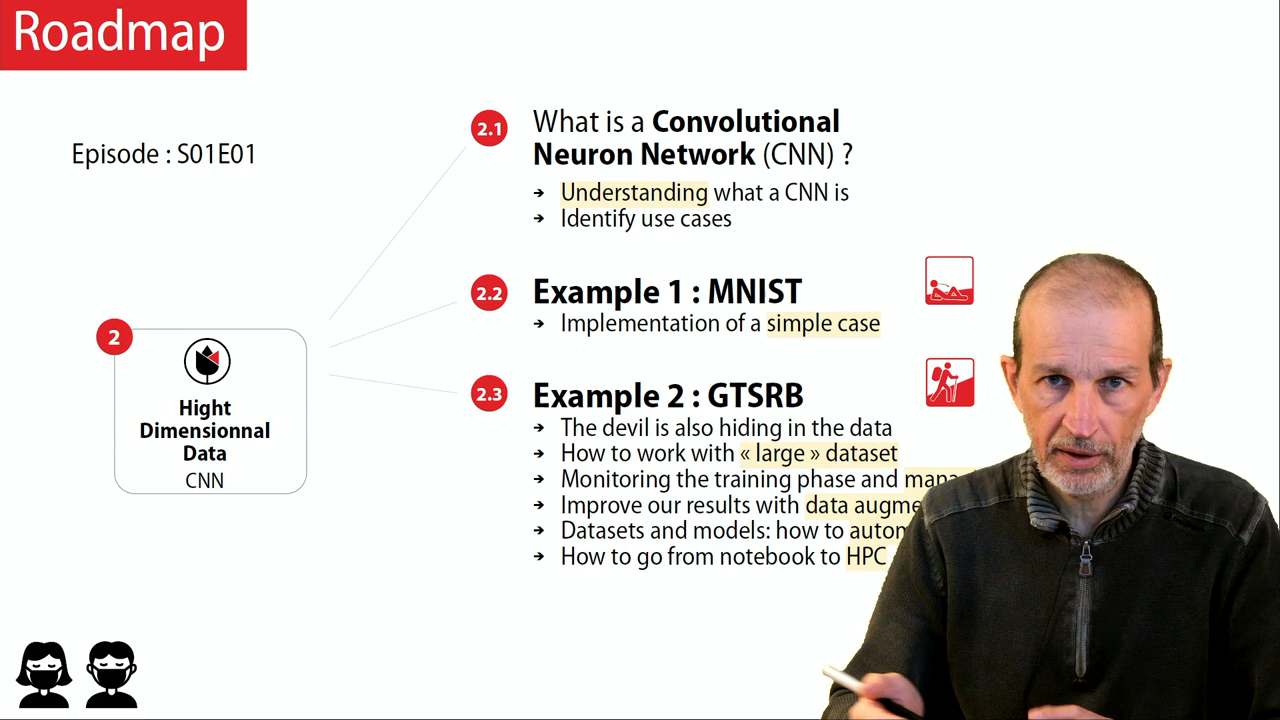 Roadmap
Episode : S01E01
2
Hight
Dimensionnal
Data
CNN
2.1
What is a Convolutional
Neuron Network (CNN) ?
➔ Understanding what a CNN is
➔ Identify use cases
2.2
Example 1 : MNIST
➔ Implementation of a simple case
2.3
Example 2 : GTSRB
➔ The devil is also hiding in the data
➔ How to work with « large » dataset
➔ Monitoring the training phase and
➔ Improve our results with data
➔ Datasets and models: how to
➔ How to go from notebook to HPC